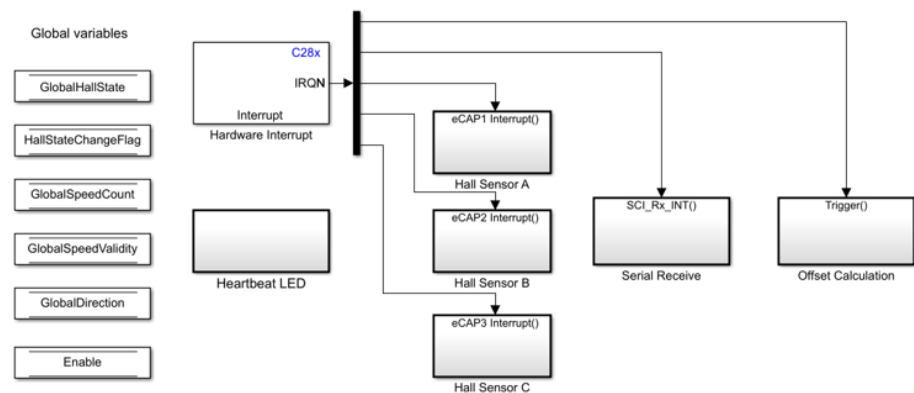 Global variables
GlobalHallState
HallStateChangeFlag
GlobalSpeedCount
GlobalSpeedValidity
GlobalDirection
Enable
C28x
IRQN
Interrupt
Hardware Interrupt
Heartbeat LED
eCAP1 Interrupt()
Hall Sensor A
eCAP2 Interrupt()
Hall Sensor B
eCAP3 Interrupt()
Hall Sensor C
SCI_Rx_INT()
Serial Receive
Trigger()
Offset Calculation